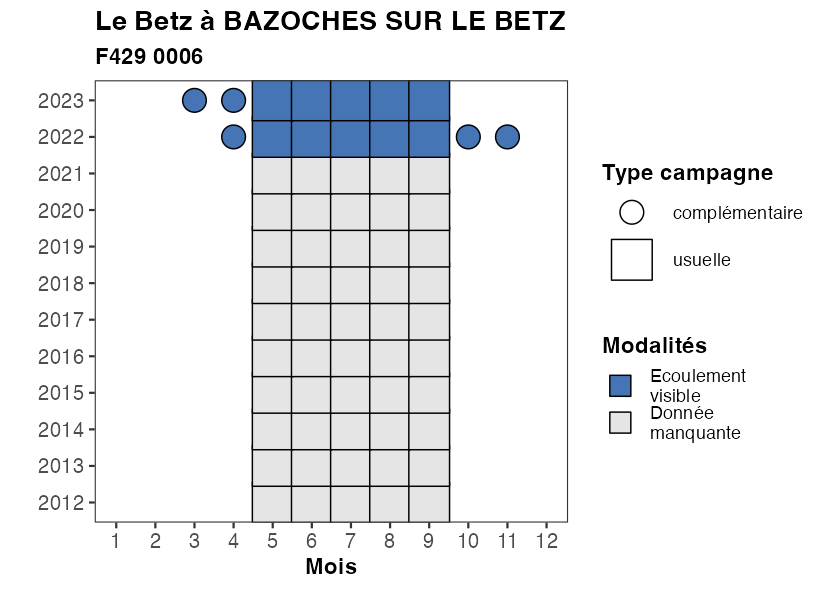 Le Betz à BAZOCHES SUR LE BETZ
F429 0006
2023
2022
2021
2020
2019
2018
2017
2016
2015
2014
2013
2012
1 2 3 4 5 6 7 8 9 10 11 12
Mois
Type campagne
complémentaire
usuelle
Modalités
Ecoulement
visible
Donnée
manquante